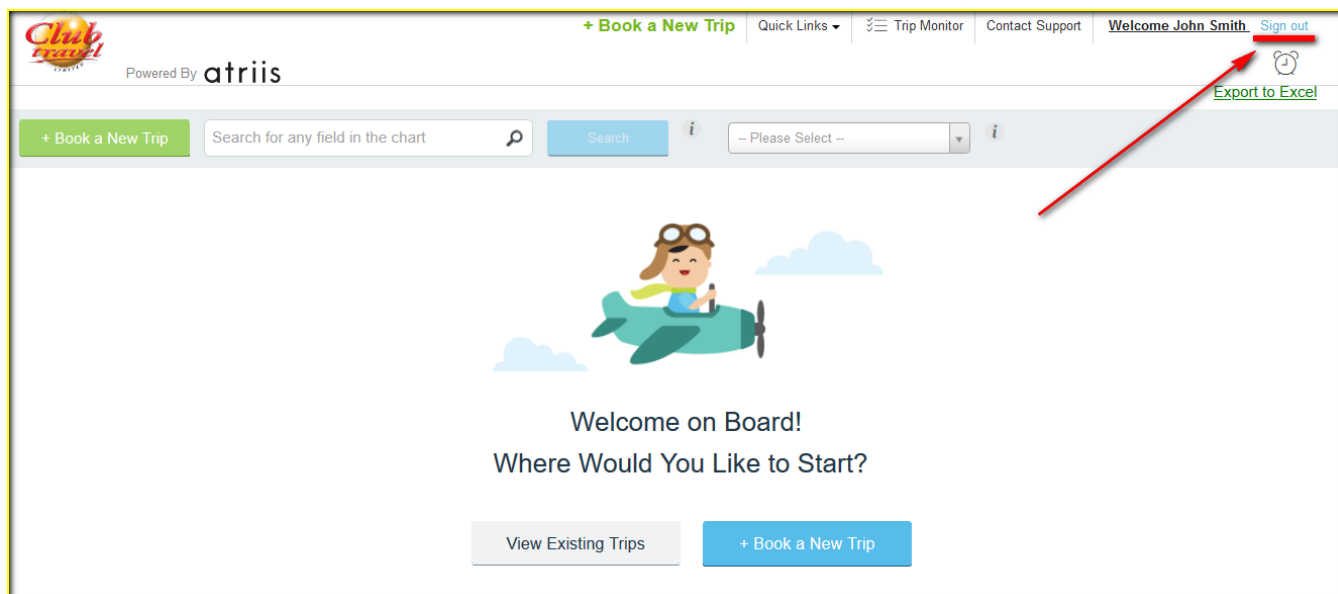 Club
travel
LIMITED
Powered By atriis
+ Book a New Trip Quick Links Trip Monitor Contact Support Welcome John Smith Sign out
Export to Excel
+ Book a New Trip Search for any field in the chart Search i -- Please Select -- i
Welcome on Board!
Where Would You Like to Start?
View Existing Trips + Book a New Trip